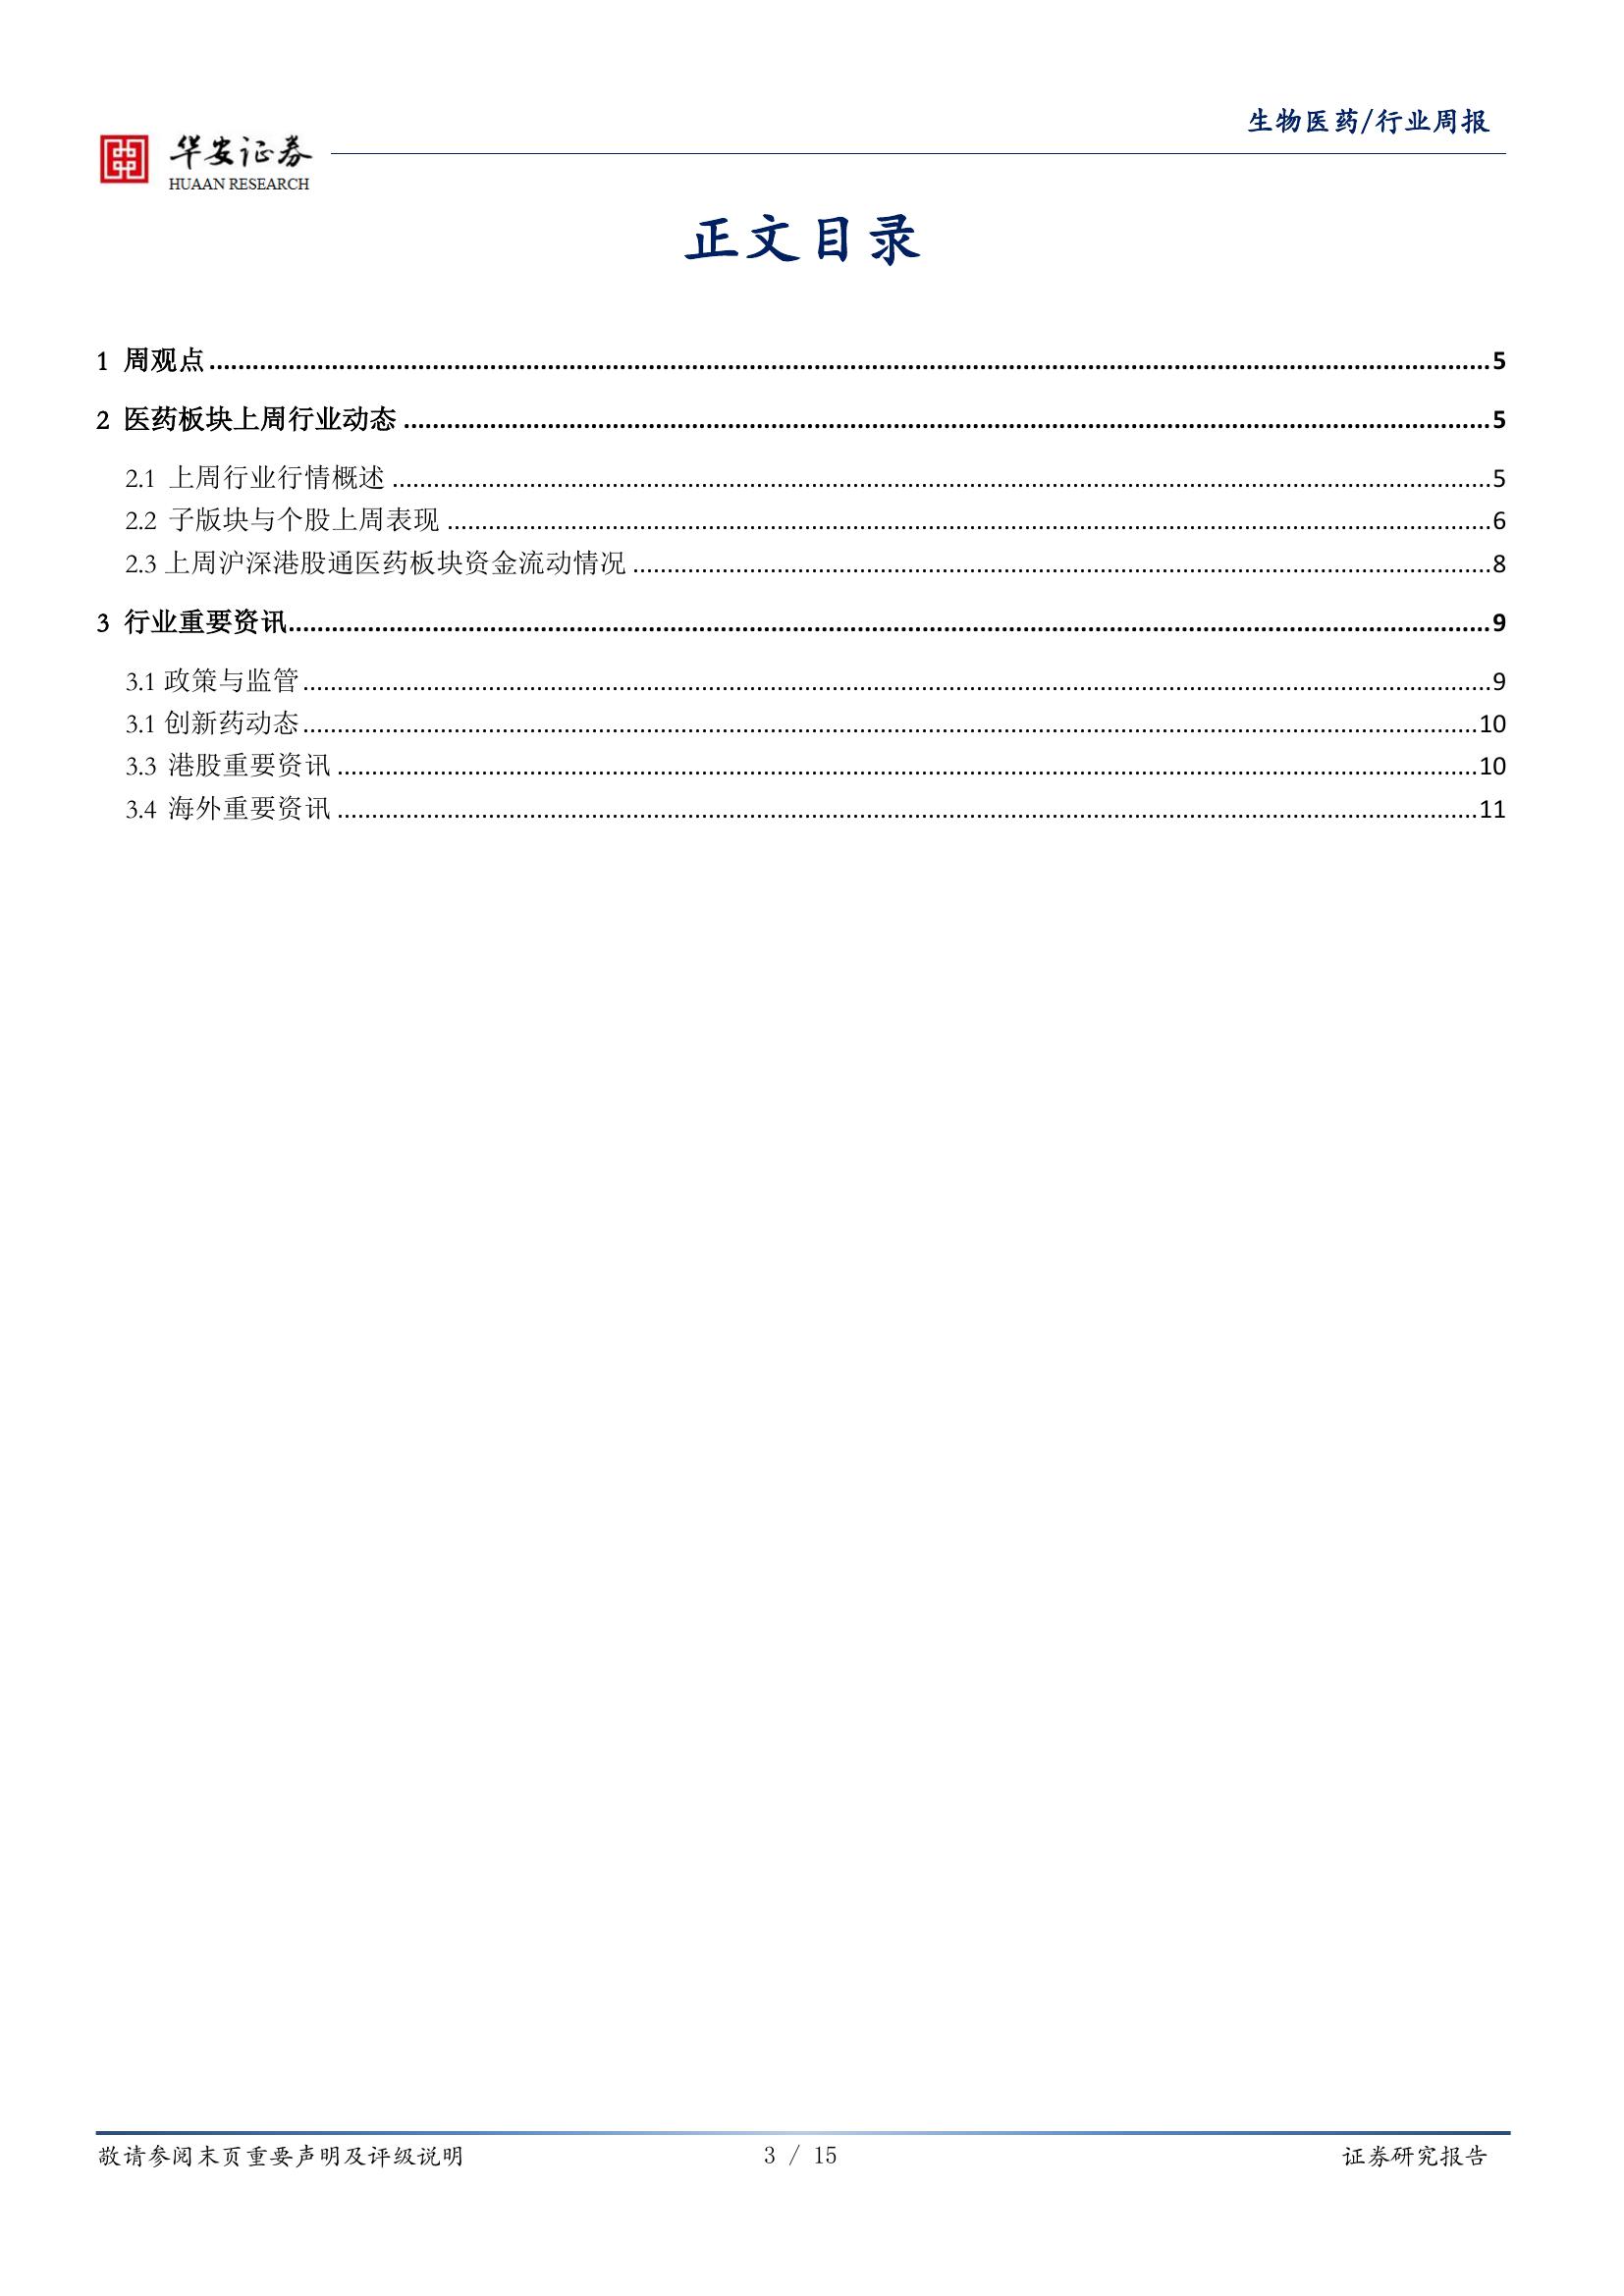 生物医药/行业周报
华安证券
HUAAN RESEARCH
正文目录
1 周观点....................5
2 医药板块上周行业动态....................5
2.1 上周行业行情概述....................5
2.2 子版块与个股上周表现....................6
2.3 上周沪深港股通医药板块资金流动情况....................8
3 行业重要资讯....................9
3.1 政策与监管....................9
3.1 创新药动态....................10
3.3 港股重要资讯....................10
3.4 海外重要资讯....................11
敬请参阅末页重要声明及评级说明 3 / 15 证券研究报告